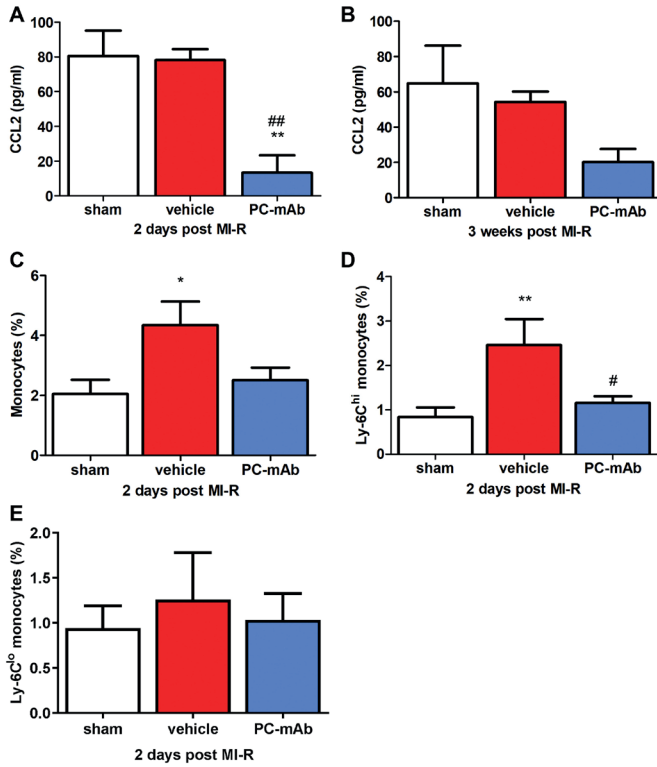 A
CCL2 (pg/ml)
100
80
60
40
20
0
##
**
sham vehicle PC-mAb
2 days post MI-R
B
CCL2 (pg/ml)
100
80
60
40
20
0
sham vehicle PC-mAb
3 weeks post MI-R
C
Monocytes (%)
6
4
2
0
*
sham vehicle PC-mAb
2 days post MI-R
D
Ly-6Chi monocytes (%)
4
3
2
1
0
**
#
sham vehicle PC-mAb
2 days post MI-R
E
Ly-6Clo monocytes (%)
2.0
1.5
1.0
0.5
0.0
sham vehicle PC-mAb
2 days post MI-R